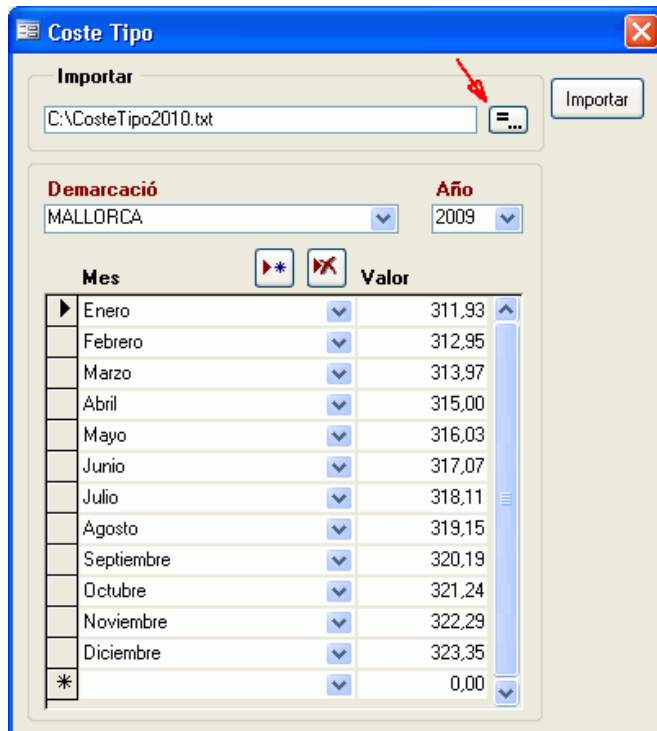 Coste Tipo
Importar
C:\CosteTipo2010.txt
=...
Importar
Demarcació Año
MALLORCA 2009
Mes Valor
Enero 311,93
Febrero 312,95
Marzo 313,97
Abril 315,00
Mayo 316,03
Junio 317,07
Julio 318,11
Agosto 319,15
Septiembre 320,19
Octubre 321,24
Noviembre 322,29
Diciembre 323,35
0,00